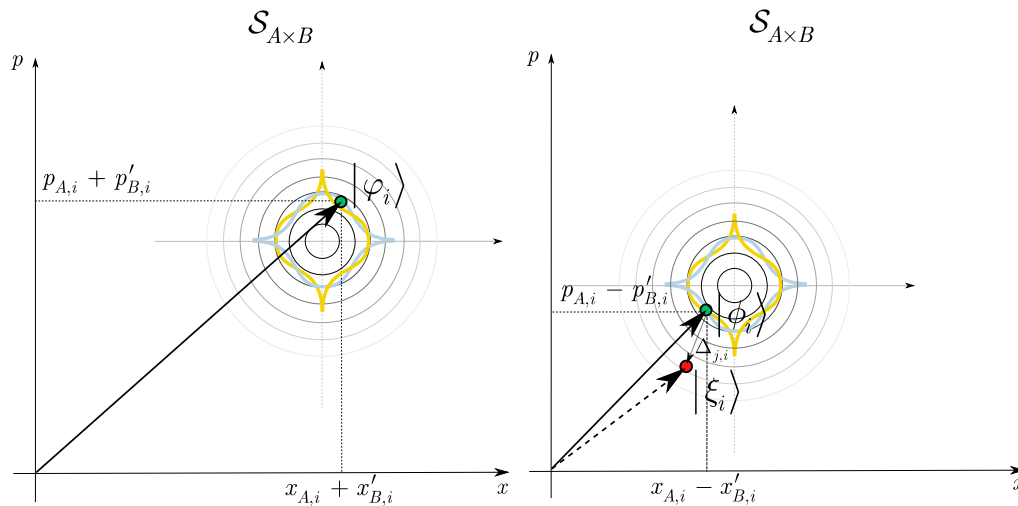 𝒮_{A×B}
p
p_{A,i} + p′_{B,i}
|φ_i⟩
x_{A,i} + x′_{B,i}
x
𝒮_{A×B}
p
p_{A,i} − p′_{B,i}
|ϕ_i⟩
Δ_{j,i}
|ξ_i⟩
x_{A,i} − x′_{B,i}
x